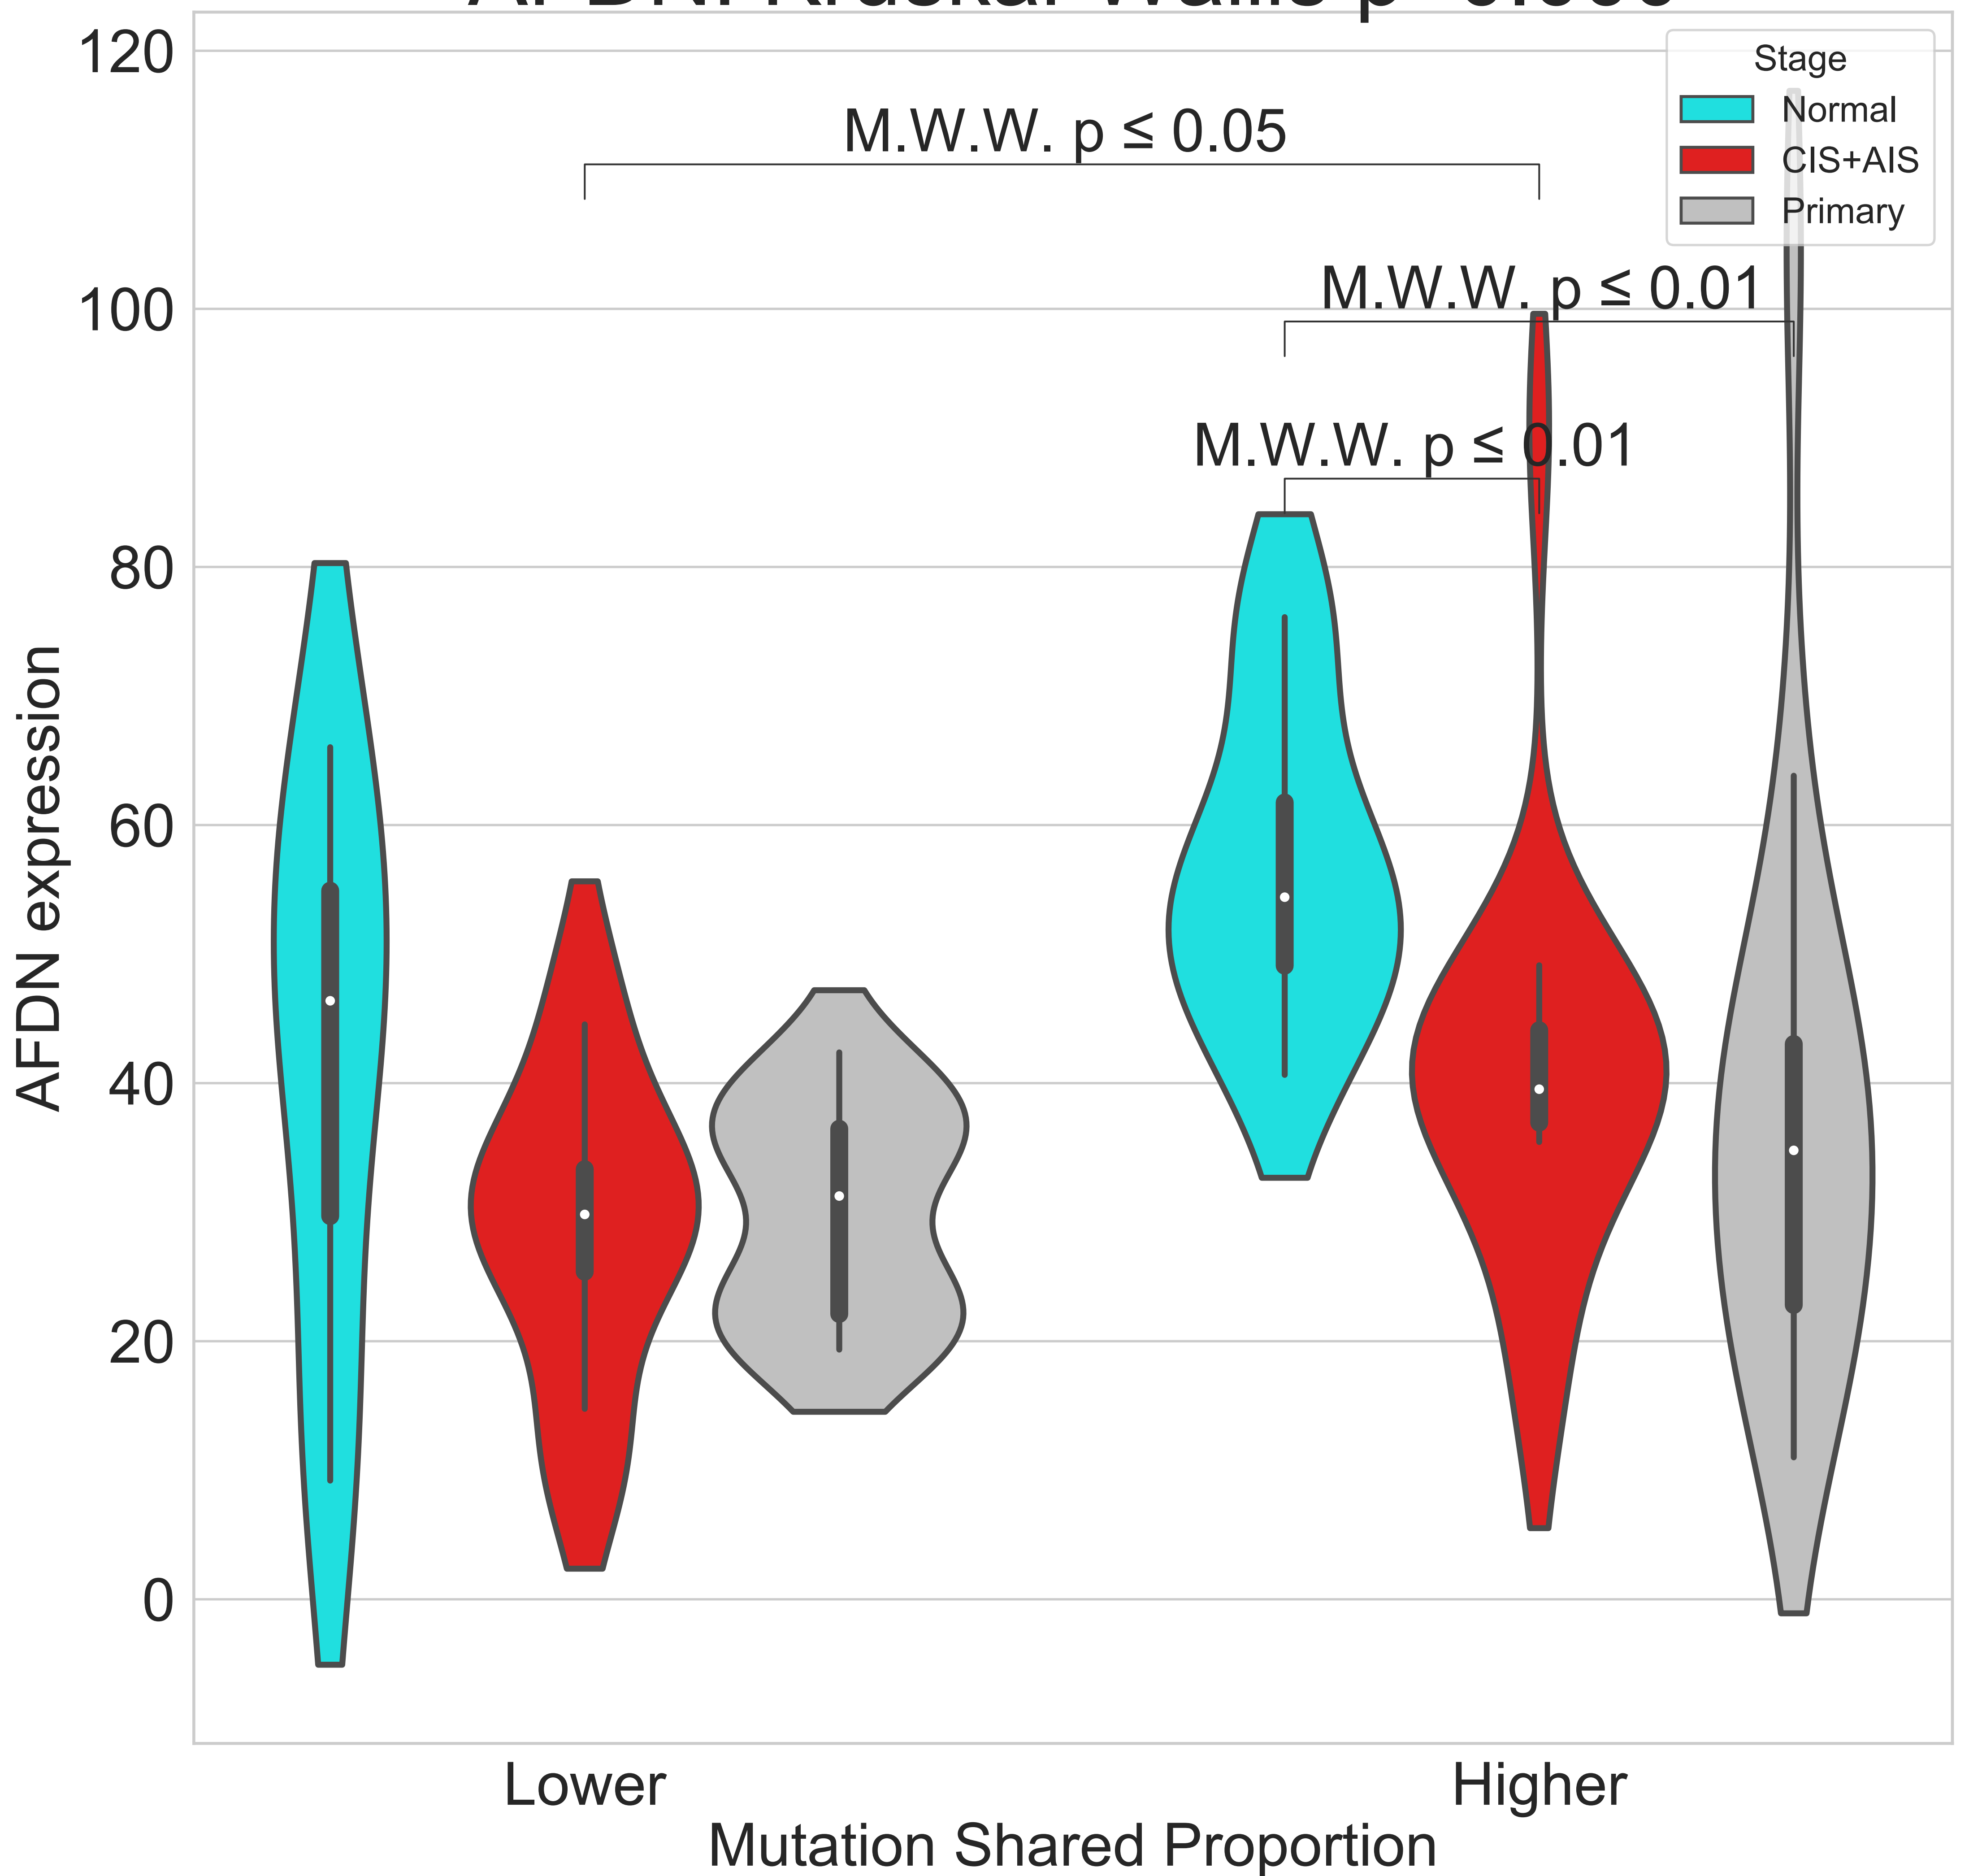 120
100
80
60
40
20
0
AFDN expression
M.W.W. p ≤ 0.05
M.W.W. p ≤ 0.01
M.W.W. p ≤ 0.01
Stage
Normal
CIS+AIS
Primary
Lower
Higher
Mutation Shared Proportion